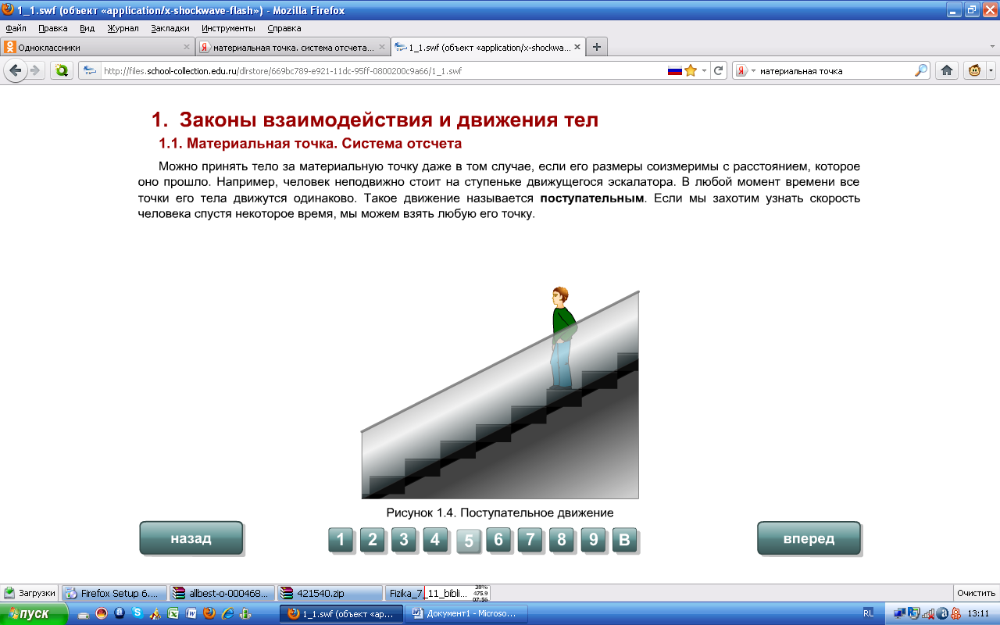 1_1.swf (объект «application/x-shockwave-flash») - Mozilla Firefox
Файл Правка Вид Журнал Закладки Инструменты Справка
Одноклассники материальная точка. система отсчета... 1_1.swf (объект «application/x-shockwa...
http://files.school-collection.edu.ru/dlrstore/669bc789-e921-11dc-95ff-0800200c9a66/1_1.swf материальная точка
1. Законы взаимодействия и движения тел
1.1. Материальная точка. Система отсчета
Можно принять тело за материальную точку даже в том случае, если его размеры соизмеримы с расстоянием, которое
оно прошло. Например, человек неподвижно стоит на ступеньке движущегося эскалатора. В любой момент времени все
точки его тела движутся одинаково. Такое движение называется поступательным. Если мы захотим узнать скорость
человека спустя некоторое время, мы можем взять любую его точку.
Рисунок 1.4. Поступательное движение
назад 1 2 3 4 5 6 7 8 9 В вперед
Загрузки Firefox Setup 6.... allbest-o-000468... 421540.zip Fizika_7_11_bibli... 38% 475.9 07:56 Очистить
пуск 1_1.swf (объект «ap... Документ1 - Microso... RL 13:11